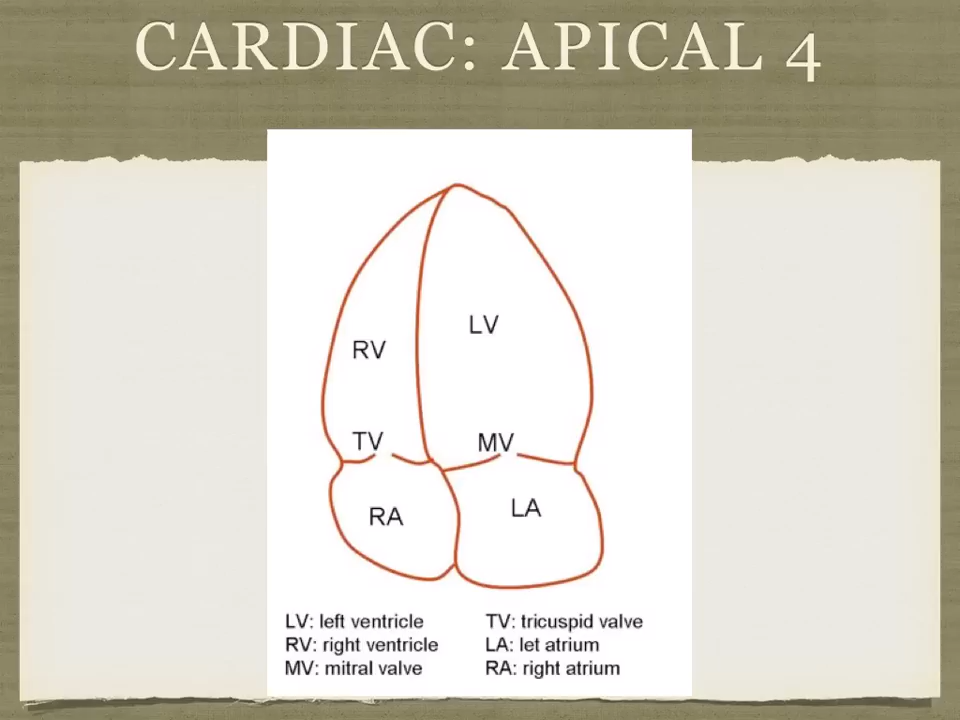 CARDIAC: APICAL 4
LV
RV
TV
MV
LA
RA
LV: left ventricle
RV: right ventricle
MV: mitral valve
TV: tricuspid valve
LA: let atrium
RA: right atrium